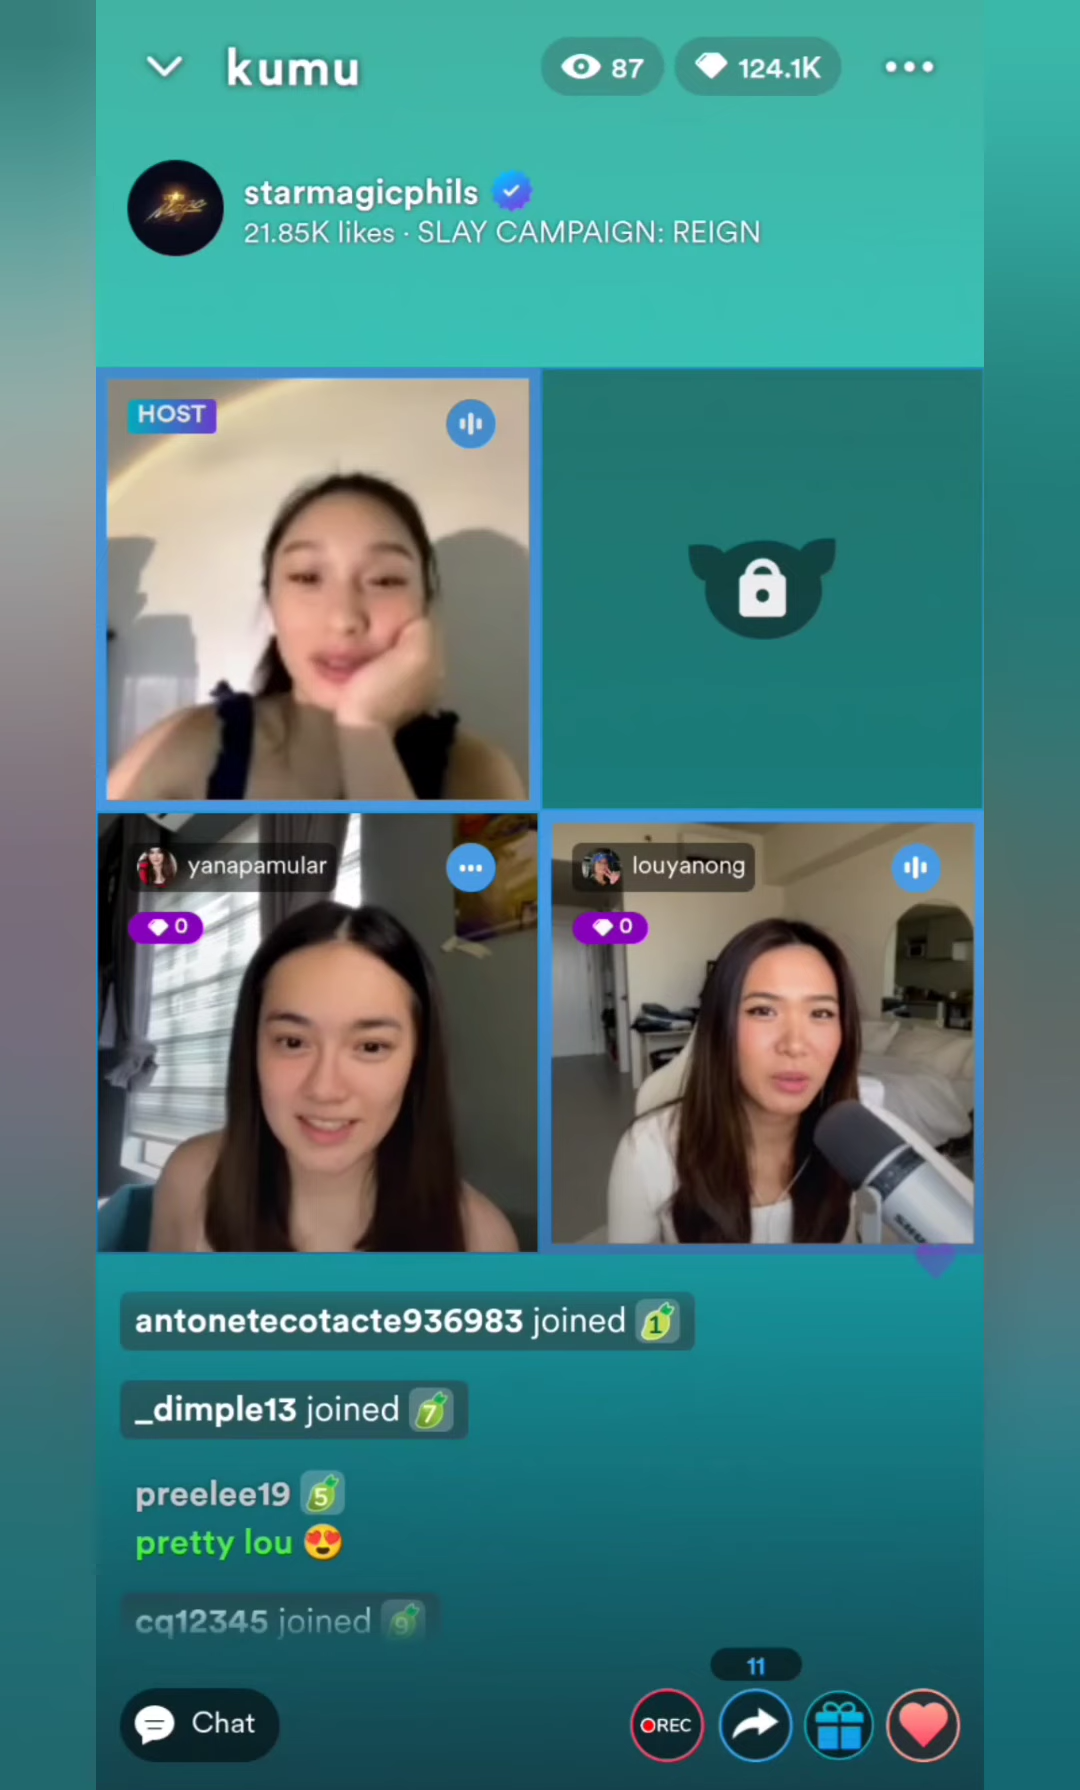 kumu
87
124.1K
starmagicphils
21.85K likes · SLAY CAMPAIGN: REIGN
HOST
yanapamular
0
louyanong
0
antonetecotacte936983 joined 1
_dimple13 joined 7
preelee19 5
pretty lou 😍
cq12345 joined 9
11
Chat
REC